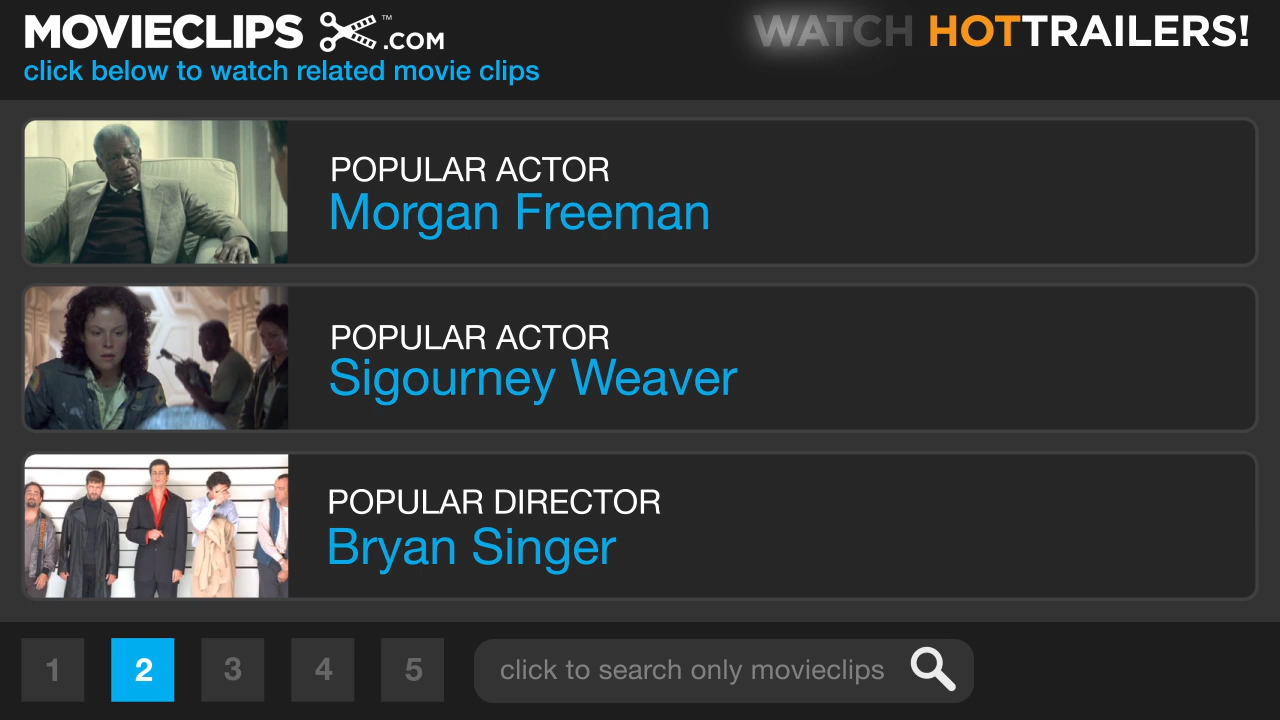 MOVIECLIPS ™ .COM
WATCH HOTTRAILERS!
click below to watch related movie clips
POPULAR ACTOR
Morgan Freeman
POPULAR ACTOR
Sigourney Weaver
POPULAR DIRECTOR
Bryan Singer
1 2 3 4 5 click to search only movieclips